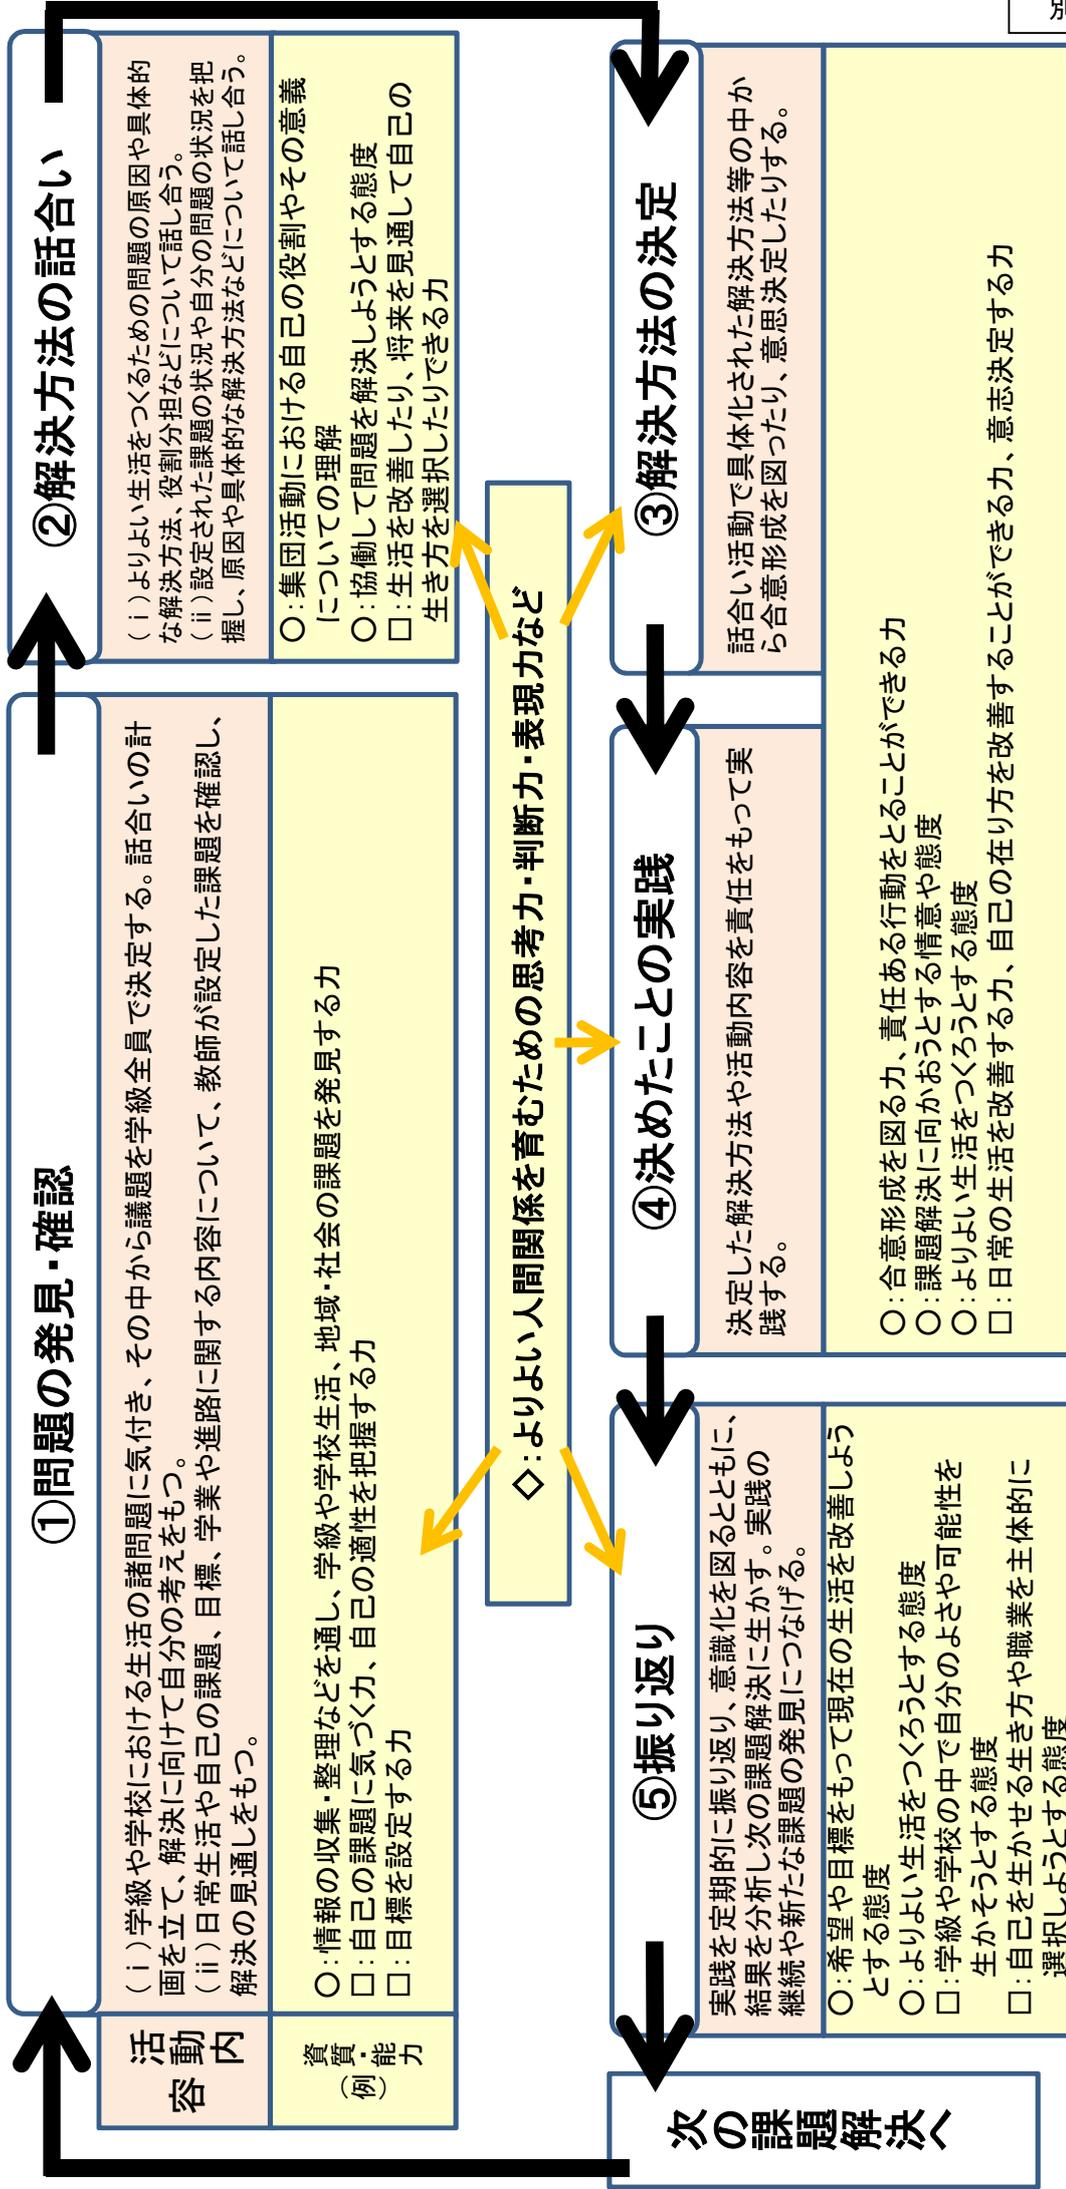 ①問題の発見・確認
活動内容
（ⅰ）学級や学校における生活の諸問題に気付き、その中から議題を学級全員で決定する。話合いの計
画を立て、解決に向けて自分の考えをもつ。
（ⅱ）日常生活や自己の課題、目標、学業や進路に関する内容について、教師が設定した課題を確認し、
解決の見通しをもつ。
資質・能力
（例）
○：情報の収集・整理などを通し、学級や学校生活、地域・社会の課題を発見する力
□：自己の課題に気づく力、自己の適性を把握する力
□：目標を設定する力
②解決方法の話合い
（ⅰ）よりよい生活をつくるための問題の原因や具体的
な解決方法、役割分担などについて話し合う。
（ⅱ）設定された課題の状況や自分の問題の状況を把
握し、原因や具体的な解決方法などについて話し合う。
○：集団活動における自己の役割やその意義
についての理解
○：協働して問題を解決しようとする態度
□：生活を改善したり、将来を見通して自己の
生き方を選択したりできる力
◇：よりよい人間関係を育むための思考力・判断力・表現力など
③解決方法の決定
話合い活動で具体化された解決方法等の中か
ら合意形成を図ったり、意思決定したりする。
④決めたことの実践
決定した解決方法や活動内容を責任をもって実
践する。
○：合意形成を図る力、責任ある行動をとることができる力
○：課題解決に向かおうとする情意や態度
○：よりよい生活をつくろうとする態度
□：日常の生活を改善する力、自己の在り方を改善することができる力、意志決定する力
⑤振り返り
実践を定期的に振り返り、意識化を図るとともに、
結果を分析し次の課題解決に生かす。実践の
継続や新たな課題の発見につなげる。
○：希望や目標をもって現在の生活を改善しよう
とする態度
○：よりよい生活をつくろうとする態度
□：学級や学校の中で自分のよさや可能性を
生かそうとする態度
□：自己を生かせる生き方や職業を主体的に
選択しようとする態度
次の課題解決へ
別